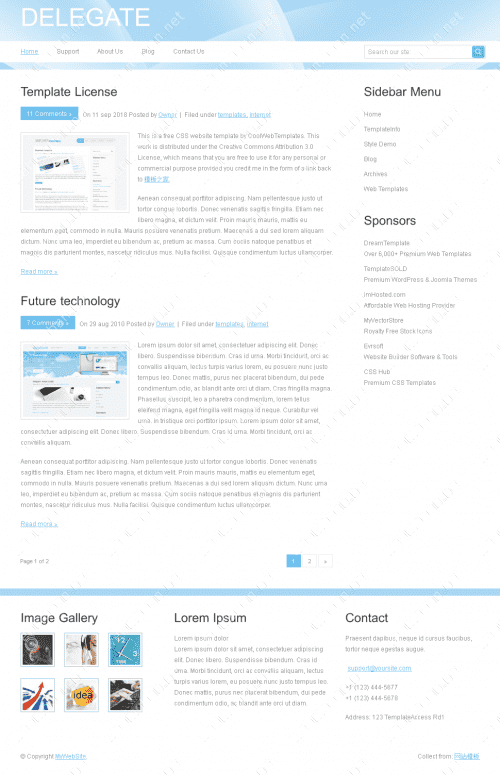 DELEGATE
Home Support About Us Blog Contact Us
Search our site
Template License
11 Comments » On 11 sep 2018 Posted by Owner | Filed under templates, internet
This is a free CSS website template by CoolWebTemplates. This
work is distributed under the Creative Commons Attribution 3.0
License, which means that you are free to use it for any personal or
commercial purpose provided you credit me in the form of a link back
to 模板之家.
Aenean consequat porttitor adipiscing. Nam pellentesque justo ut
tortor congue lobortis. Donec venenatis sagittis fringilla. Etiam nec
libero magna, et dictum velit. Proin mauris mauris, mattis eu
elementum eget, commodo in nulla. Mauris posuere venenatis pretium. Maecenas a dui sed lorem aliquam
dictum. Nunc urna leo, imperdiet eu bibendum ac, pretium ac massa. Cum sociis natoque penatibus et
magnis dis parturient montes, nascetur ridiculus mus. Nulla facilisi. Quisque condimentum luctus ullamcorper.
Read more »
Future technology
7 Comments » On 29 aug 2018 Posted by Owner | Filed under templates, internet
Lorem ipsum dolor sit amet, consectetuer adipiscing elit. Donec libero.
Suspendisse bibendum. Cras id urna. Morbi tincidunt, orci ac
convallis aliquam, lectus turpis varius lorem, eu posuere nunc justo
tempus leo. Donec mattis, purus nec placerat bibendum, dui pede
condimentum odio, ac blandit ante orci ut diam. Cras fringilla magna.
Phasellus suscipit, leo a pharetra condimentum, lorem tellus
eleifend magna, eget fringilla velit magna id neque. Curabitur vel
urna. In tristique orci porttitor ipsum. Lorem ipsum dolor sit amet,
consectetuer adipiscing elit. Donec libero. Suspendisse bibendum. Cras id urna. Morbi tincidunt, orci ac
convallis aliquam.
Aenean consequat porttitor adipiscing. Nam pellentesque justo ut tortor congue lobortis. Donec venenatis
sagittis fringilla. Etiam nec libero magna, et dictum velit. Proin mauris mauris, mattis eu elementum eget,
commodo in nulla. Mauris posuere venenatis pretium. Maecenas a dui sed lorem aliquam dictum. Nunc urna
leo, imperdiet eu bibendum ac, pretium ac massa. Cum sociis natoque penatibus et magnis dis parturient
montes, nascetur ridiculus mus. Nulla facilisi. Quisque condimentum luctus ullamcorper.
Read more »
Page 1 of 2 1 2 »
Sidebar Menu
Home
TemplateInfo
Style Demo
Blog
Archives
Web Templates
Sponsors
DreamTemplate
Over 6,000+ Premium Web Templates
TemplateSOLD
Premium WordPress & Joomla Themes
ImHosted.com
Affordable Web Hosting Provider
MyVectorStore
Royalty Free Stock Icons
Evrsoft
Website Builder Software & Tools
CSS Hub
Premium CSS Templates
Image Gallery
TIME
idea
Lorem Ipsum
Lorem ipsum dolor
Lorem ipsum dolor sit amet, consectetuer adipiscing
elit. Donec libero. Suspendisse bibendum. Cras id
urna. Morbi tincidunt, orci ac convallis aliquam, lectus
turpis varius lorem, eu posuere nunc justo tempus
leo. Donec mattis, purus nec placerat bibendum, dui
pede condimentum odio, ac blandit ante orci ut diam.
Contact
Praesent dapibus, neque id cursus faucibus,
tortor neque egestas augue.
support@yoursite.com
+1 (123) 444-5677
+1 (123) 444-5678
Address: 123 TemplateAccess Rd1
© Copyright MyWebSite. Collect from 网站模板